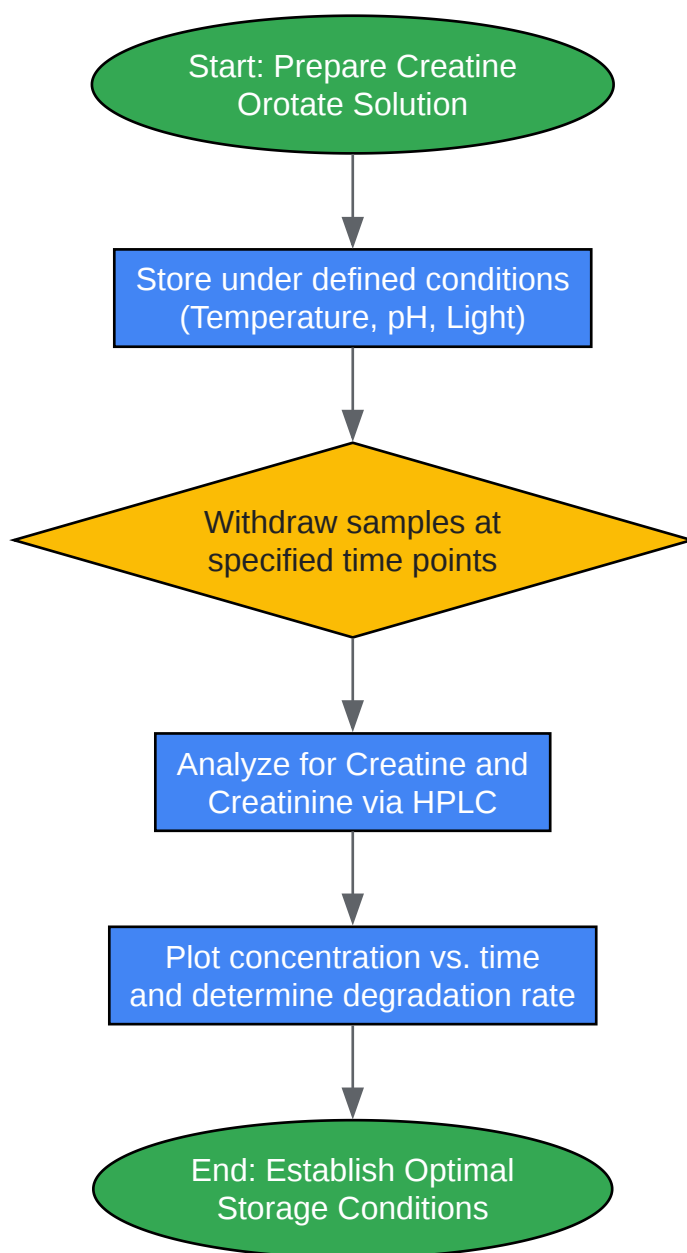 Start: Prepare Creatine
Orotate Solution
Store under defined conditions
(Temperature, pH, Light)
Withdraw samples at
specified time points
Analyze for Creatine and
Creatinine via HPLC
Plot concentration vs. time
and determine degradation rate
End: Establish Optimal
Storage Conditions